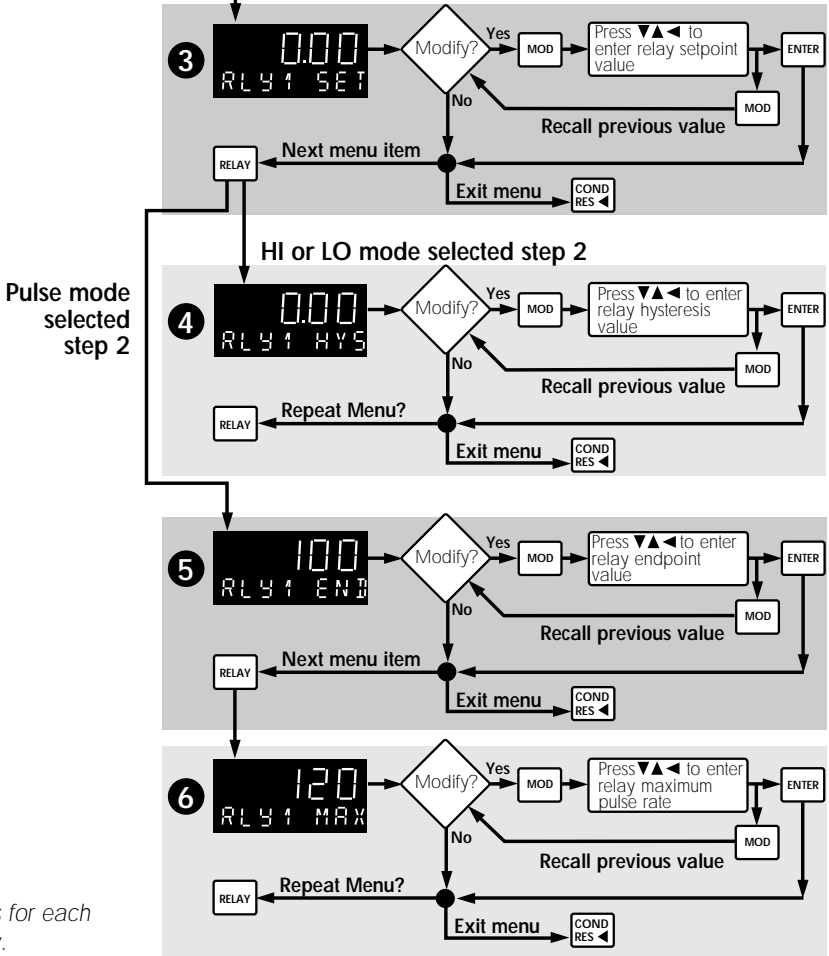 3
0.00
RLY1 SET
Modify?
Yes
MOD
Press ▼▲◄ to
enter relay setpoint
value
ENTER
MOD
No
Recall previous value
RELAY
Next menu item
Exit menu
COND
RES ◄
HI or LO mode selected step 2
Pulse mode
selected
step 2
4
0.00
RLY1 HYS
Modify?
Yes
MOD
Press ▼▲◄ to enter
relay hysteresis
value
ENTER
MOD
No
Recall previous value
RELAY
Repeat Menu?
Exit menu
COND
RES ◄
5
100
RLY1 END
Modify?
Yes
MOD
Press ▼▲◄ to enter
relay endpoint
value
ENTER
MOD
No
Recall previous value
RELAY
Next menu item
Exit menu
COND
RES ◄
6
120
RLY1 MAX
Modify?
Yes
MOD
Press ▼▲◄ to enter
relay maximum
pulse rate
ENTER
MOD
No
Recall previous value
RELAY
Repeat Menu?
Exit menu
COND
RES ◄
for each